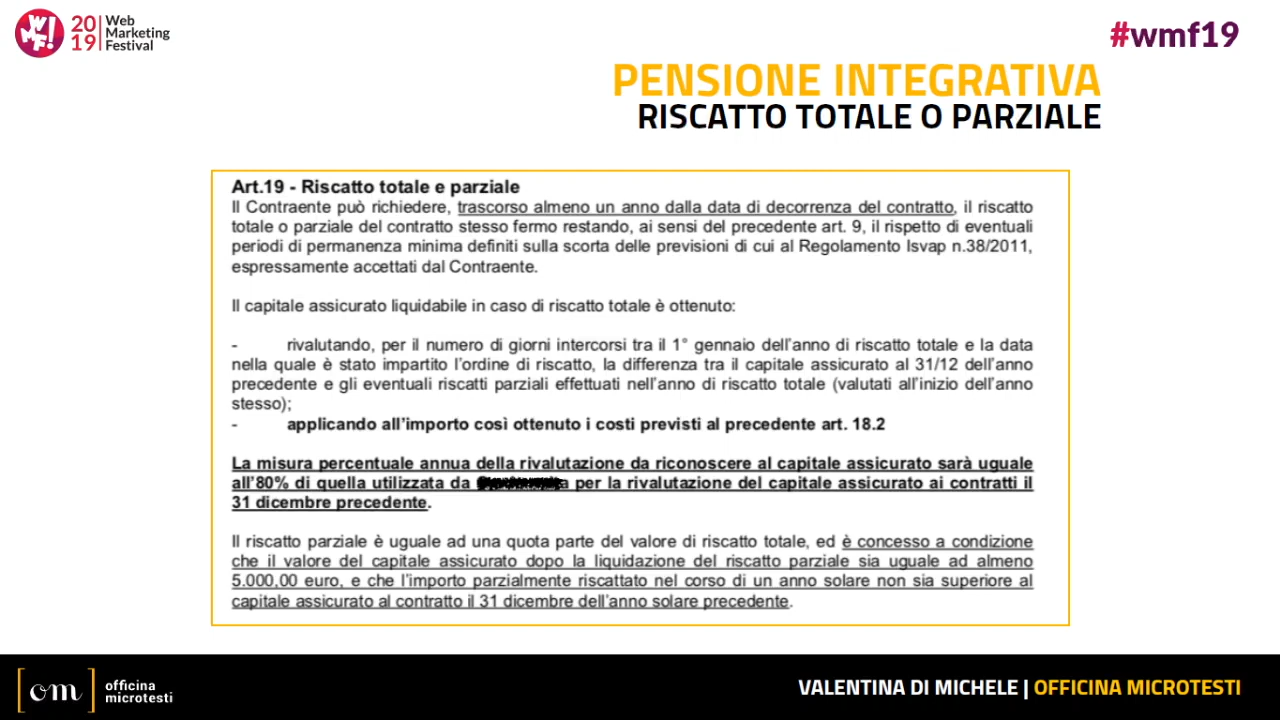 WMF!
2019
Web
Marketing
Festival
#wmf19
PENSIONE INTEGRATIVA
RISCATTO TOTALE O PARZIALE
Art.19 - Riscatto totale e parziale
Il Contraente può richiedere, trascorso almeno un anno dalla data di decorrenza del contratto, il riscatto
totale o parziale del contratto stesso fermo restando, ai sensi del precedente art. 9, il rispetto di eventuali
periodi di permanenza minima definiti sulla scorta delle previsioni di cui al Regolamento Isvap n.38/2011,
espressamente accettati dal Contraente.
Il capitale assicurato liquidabile in caso di riscatto totale è ottenuto:
- rivalutando, per il numero di giorni intercorsi tra il 1° gennaio dell'anno di riscatto totale e la data
nella quale è stato impartito l'ordine di riscatto, la differenza tra il capitale assicurato al 31/12 dell'anno
precedente e gli eventuali riscatti parziali effettuati nell'anno di riscatto totale (valutati all'inizio dell'anno
stesso);
- applicando all'importo così ottenuto i costi previsti al precedente art. 18.2
La misura percentuale annua della rivalutazione da riconoscere al capitale assicurato sarà uguale
all'80% di quella utilizzata da per la rivalutazione del capitale assicurato ai contratti il
31 dicembre precedente.
Il riscatto parziale è uguale ad una quota parte del valore di riscatto totale, ed è concesso a condizione
che il valore del capitale assicurato dopo la liquidazione del riscatto parziale sia uguale ad almeno
5.000,00 euro, e che l'importo parzialmente riscattato nel corso di un anno solare non sia superiore al
capitale assicurato al contratto il 31 dicembre dell'anno solare precedente.
[om]
officina
microtesti
VALENTINA DI MICHELE | OFFICINA MICROTESTI